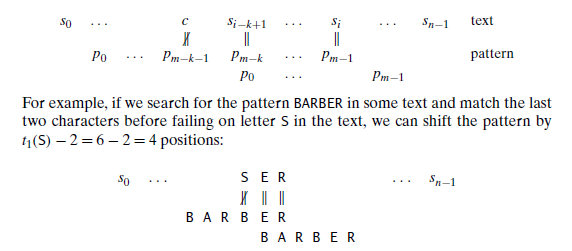 s0 ... c si−k+1 ... si ... sn−1 text
∦ ‖ ‖
p0 ... pm−k−1 pm−k ... pm−1 pattern
p0 ... pm−1
For example, if we search for the pattern BARBER in some text and match the last
two characters before failing on letter S in the text, we can shift the pattern by
t1(S) − 2 = 6 − 2 = 4 positions:
s0 ... S E R ... sn−1
∦ ‖ ‖
B A R B E R
B A R B E R